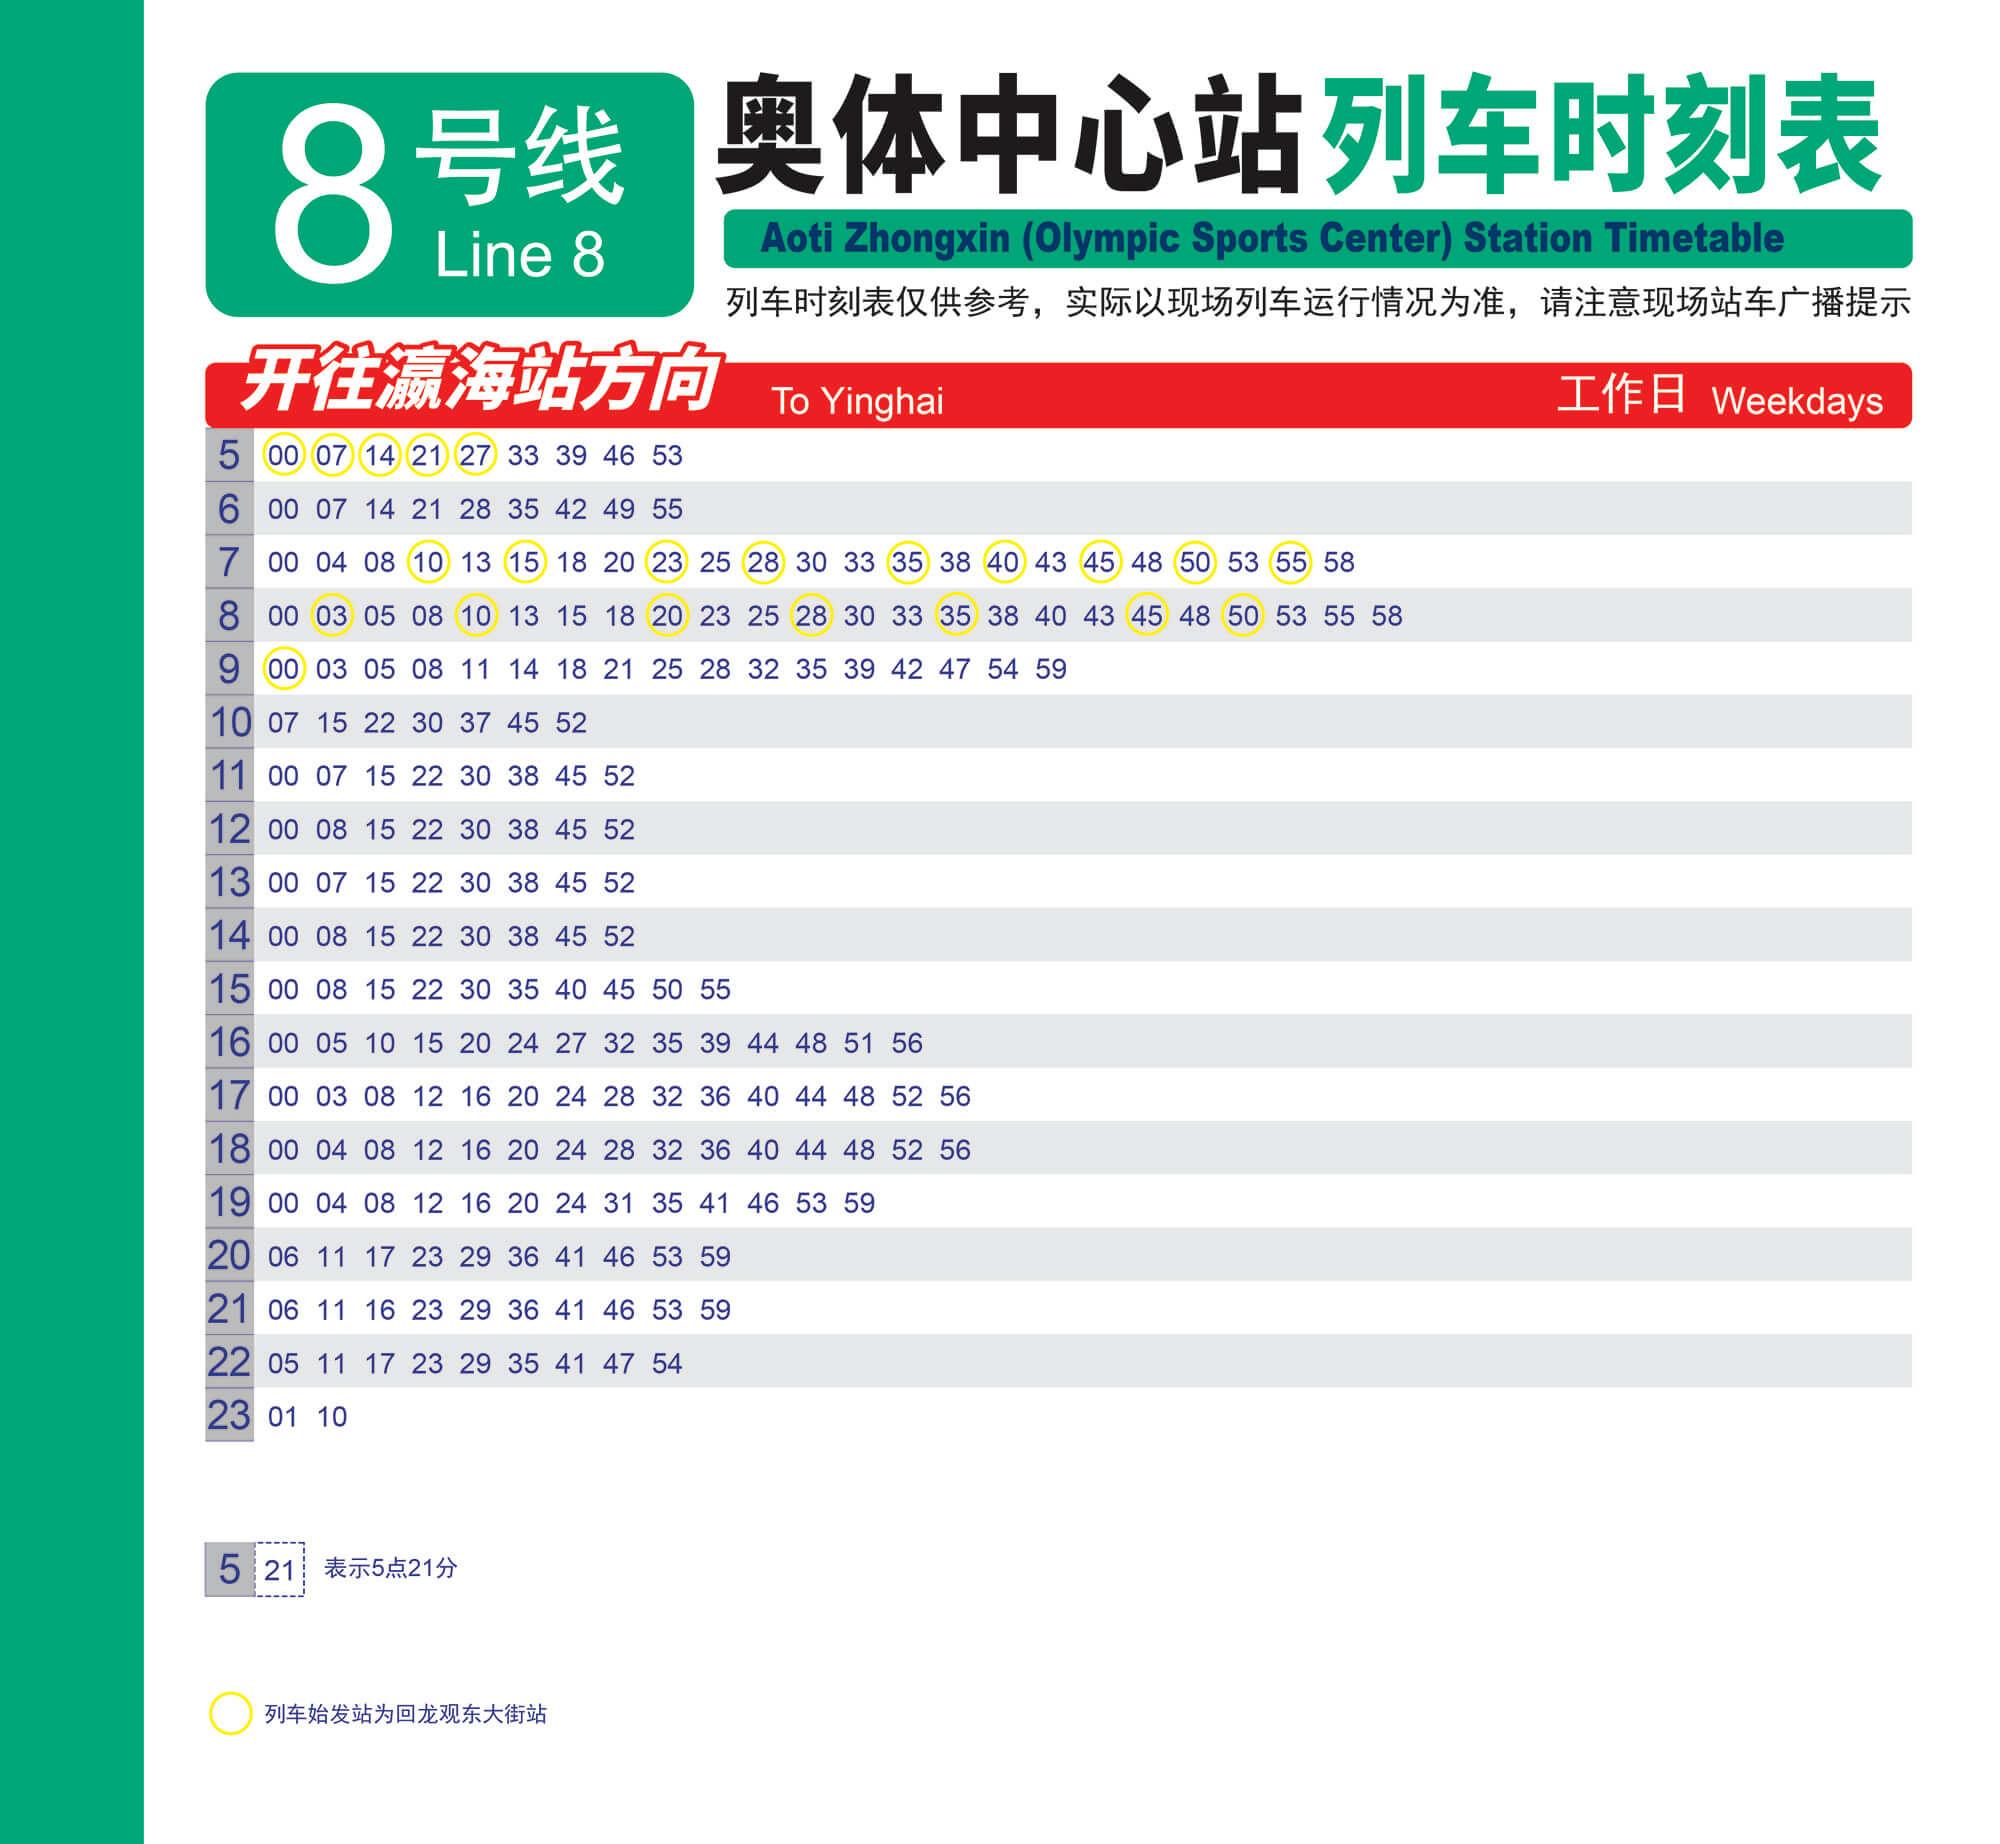 8号线
Line 8
奥体中心站列车时刻表
Aoti Zhongxin (Olympic Sports Center) Station Timetable
列车时刻表仅供参考，实际以现场列车运行情况为准，请注意现场站车广播提示
开往瀛海站方向 To Yinghai 工作日 Weekdays
5 00 07 14 21 27 33 39 46 53
6 00 07 14 21 28 35 42 49 55
7 00 04 08 10 13 15 18 20 23 25 28 30 33 35 38 40 43 45 48 50 53 55 58
8 00 03 05 08 10 13 15 18 20 23 25 28 30 33 35 38 40 43 45 48 50 53 55 58
9 00 03 05 08 11 14 18 21 25 28 32 35 39 42 47 54 59
10 07 15 22 30 37 45 52
11 00 07 15 22 30 38 45 52
12 00 08 15 22 30 38 45 52
13 00 07 15 22 30 38 45 52
14 00 08 15 22 30 38 45 52
15 00 08 15 22 30 35 40 45 50 55
16 00 05 10 15 20 24 27 32 35 39 44 48 51 56
17 00 03 08 12 16 20 24 28 32 36 40 44 48 52 56
18 00 04 08 12 16 20 24 28 32 36 40 44 48 52 56
19 00 04 08 12 16 20 24 31 35 41 46 53 59
20 06 11 17 23 29 36 41 46 53 59
21 06 11 16 23 29 36 41 46 53 59
22 05 11 17 23 29 35 41 47 54
23 01 10
5 21 表示5点21分
列车始发站为回龙观东大街站